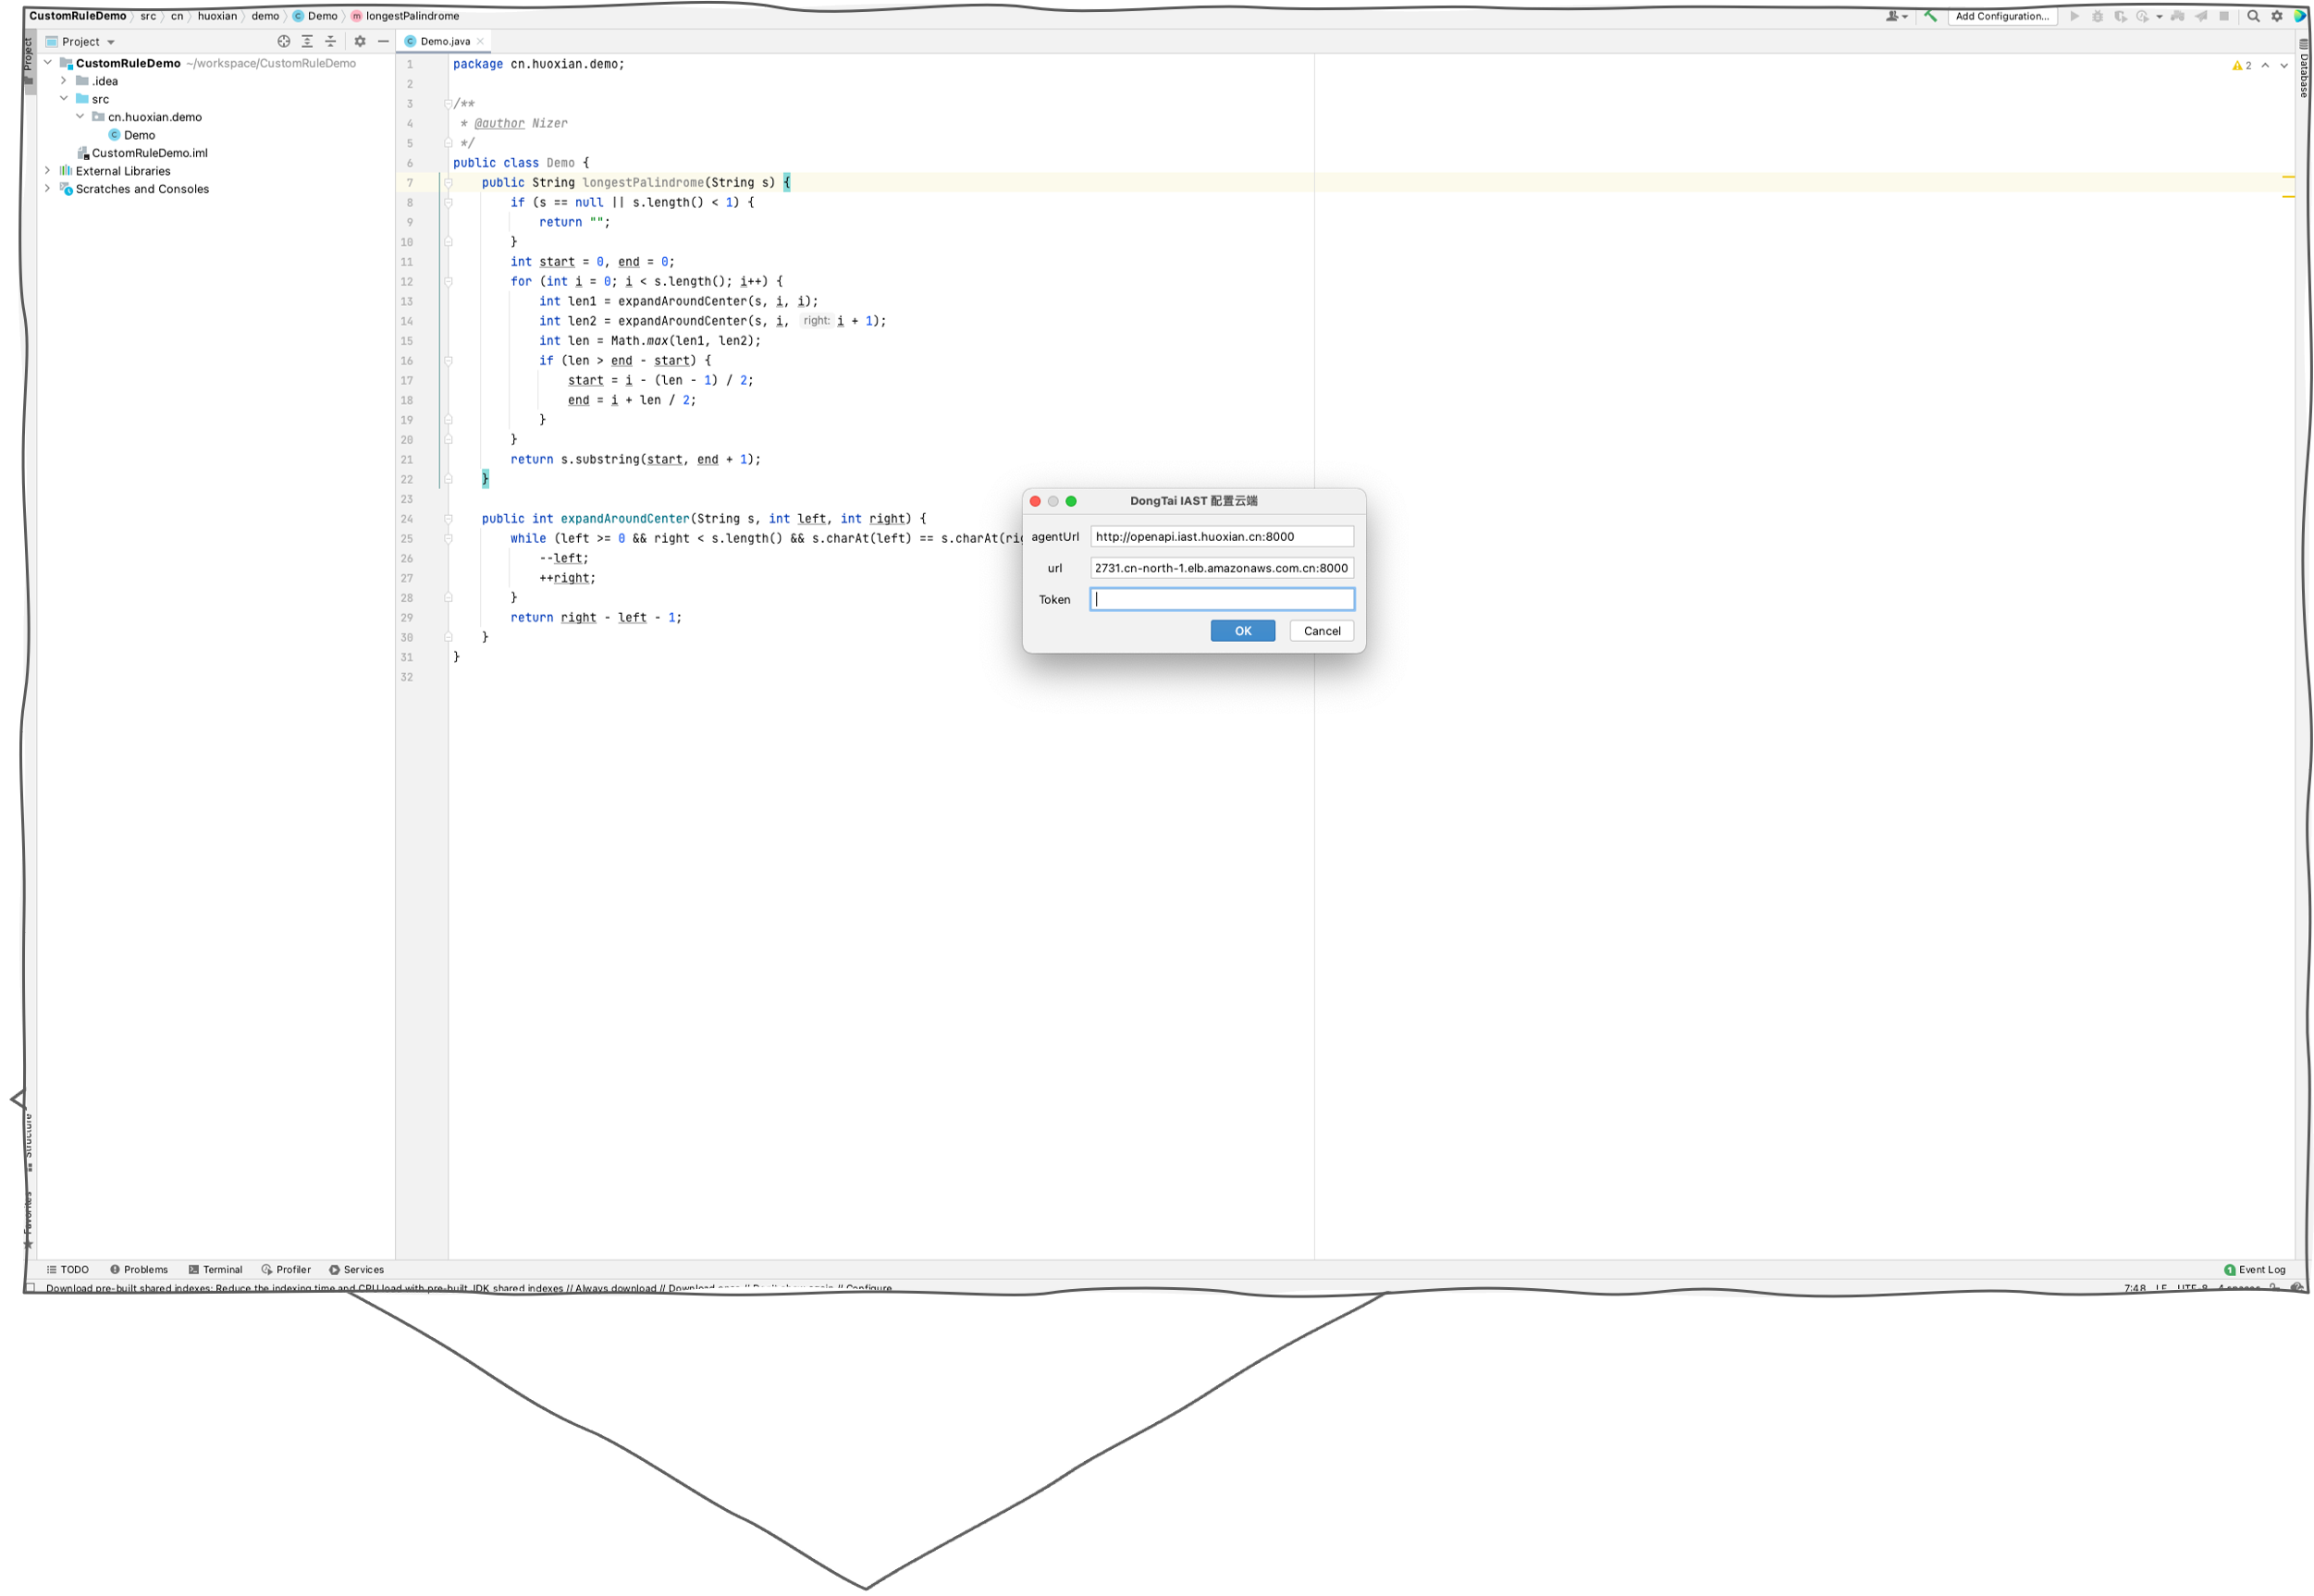 CustomRuleDemo src cn huoxian demo Demo longestPalindrome
Add Configuration...
Project
Project
CustomRuleDemo ~/workspace/CustomRuleDemo
.idea
src
cn.huoxian.demo
Demo
CustomRuleDemo.iml
External Libraries
Scratches and Consoles
Demo.java
2
Database
1 package cn.huoxian.demo;
2
3 /**
4 * @author Nizer
5 */
6 public class Demo {
7 public String longestPalindrome(String s) {
8 if (s == null || s.length() < 1) {
9 return "";
10 }
11 int start = 0, end = 0;
12 for (int i = 0; i < s.length(); i++) {
13 int len1 = expandAroundCenter(s, i, i);
14 int len2 = expandAroundCenter(s, i, right: i + 1);
15 int len = Math.max(len1, len2);
16 if (len > end - start) {
17 start = i - (len - 1) / 2;
18 end = i + len / 2;
19 }
20 }
21 return s.substring(start, end + 1);
22 }
23
24 public int expandAroundCenter(String s, int left, int right) {
25 while (left >= 0 && right < s.length() && s.charAt(left) == s.charAt(rig
26 --left;
27 ++right;
28 }
29 return right - left - 1;
30 }
31 }
32
DongTai IAST 配置云端
agentUrl http://openapi.iast.huoxian.cn:8000
url 2731.cn-north-1.elb.amazonaws.com.cn:8000
Token
OK Cancel
Structure
Favorites
TODO Problems Terminal Profiler Services
1 Event Log
Download pre-built shared indexes: Reduce the indexing time and CPU load with pre-built JDK shared indexes // Always download // Download once // Don't show again // Configure...
7:48 LF UTF-8 4 spaces